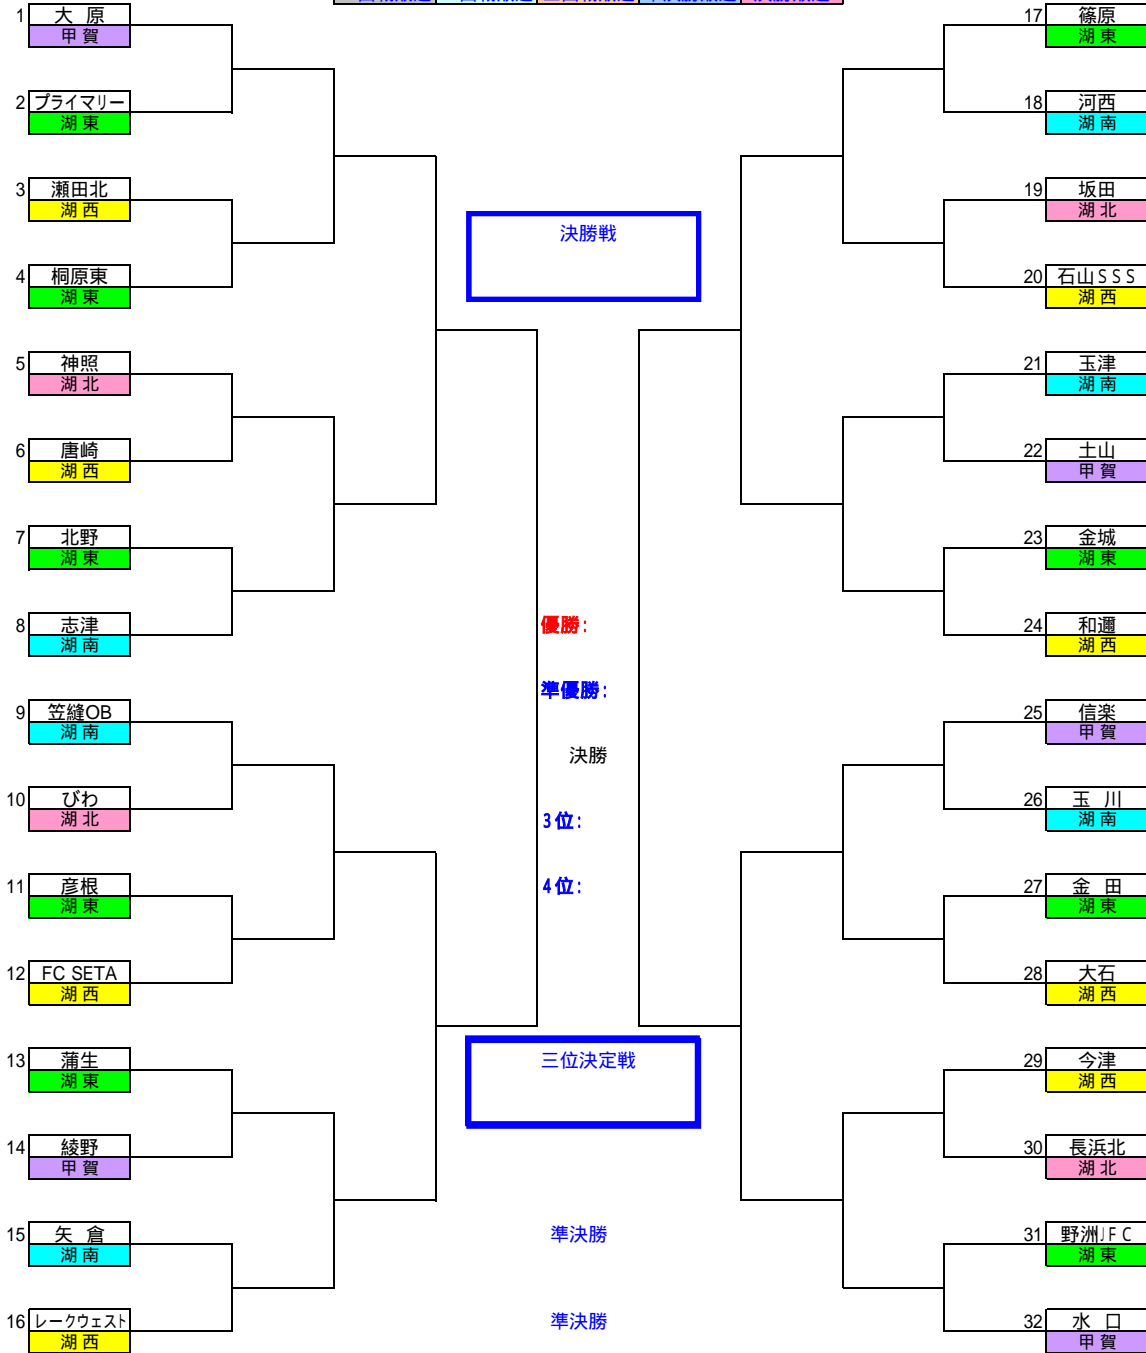 1 大 原
甲 賀
2 プライマリー
湖 東
3 瀬田北
湖 西
4 桐原東
湖 東
5 神照
湖 北
6 唐崎
湖 西
7 北野
湖 東
8 志津
湖 南
9 笠縫OB
湖 南
10 びわ
湖 北
11 彦根
湖 東
12 FC SETA
湖 西
13 蒲生
湖 東
14 綾野
甲 賀
15 矢 倉
湖 南
16 レークウェスト
湖 西
決勝戦
優勝:
準優勝:
決勝
3位:
4位:
三位決定戦
準決勝
準決勝
17 篠原
湖 東
18 河西
湖 南
19 坂田
湖 北
20 石山SSS
湖 西
21 玉津
湖 南
22 土山
甲 賀
23 金城
湖 東
24 和邇
湖 西
25 信楽
甲 賀
26 玉 川
湖 南
27 金 田
湖 東
28 大石
湖 西
29 今津
湖 西
30 長浜北
湖 北
31 野洲JFC
湖 東
32 水 口
甲 賀